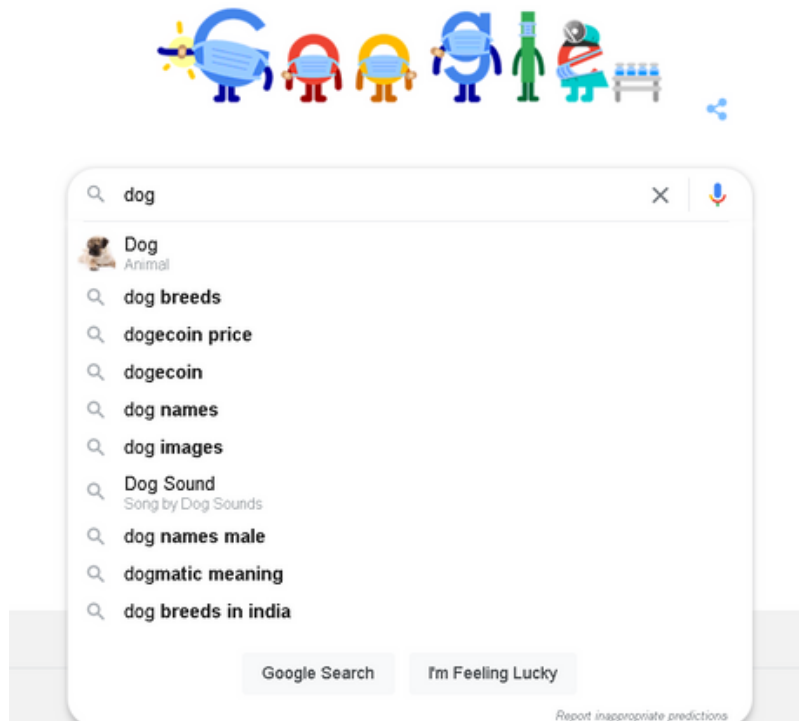 Google
dog
Dog
Animal
dog breeds
dogecoin price
dogecoin
dog names
dog images
Dog Sound
Song by Dog Sounds
dog names male
dogmatic meaning
dog breeds in india
Google Search I'm Feeling Lucky
Report inappropriate predictions